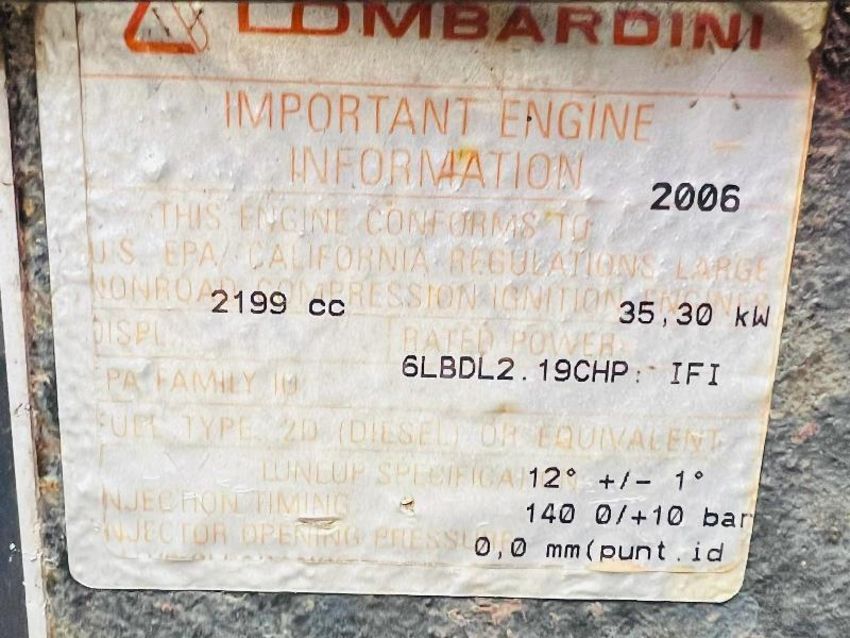 LOMBARDINI
IMPORTANT ENGINE
INFORMATION
2006
THIS ENGINE CONFORMS TO
U.S. EPA/ CALIFORNIA REGULATIONS LARGE
NONROAD COMPRESSION IGNITION ENGINES
2199 cc 35,30 kW
DISPL. RATED POWER:
6LBDL2.19CHP: IFI
EPA FAMILY ID
FUEL TYPE 2D (DIESEL) OR EQUIVALENT
12° +/- 1°
INJECTION TIMING
140 0/+10 bar
INJECTOR OPENING PRESSURE
0,0 mm(punt.id